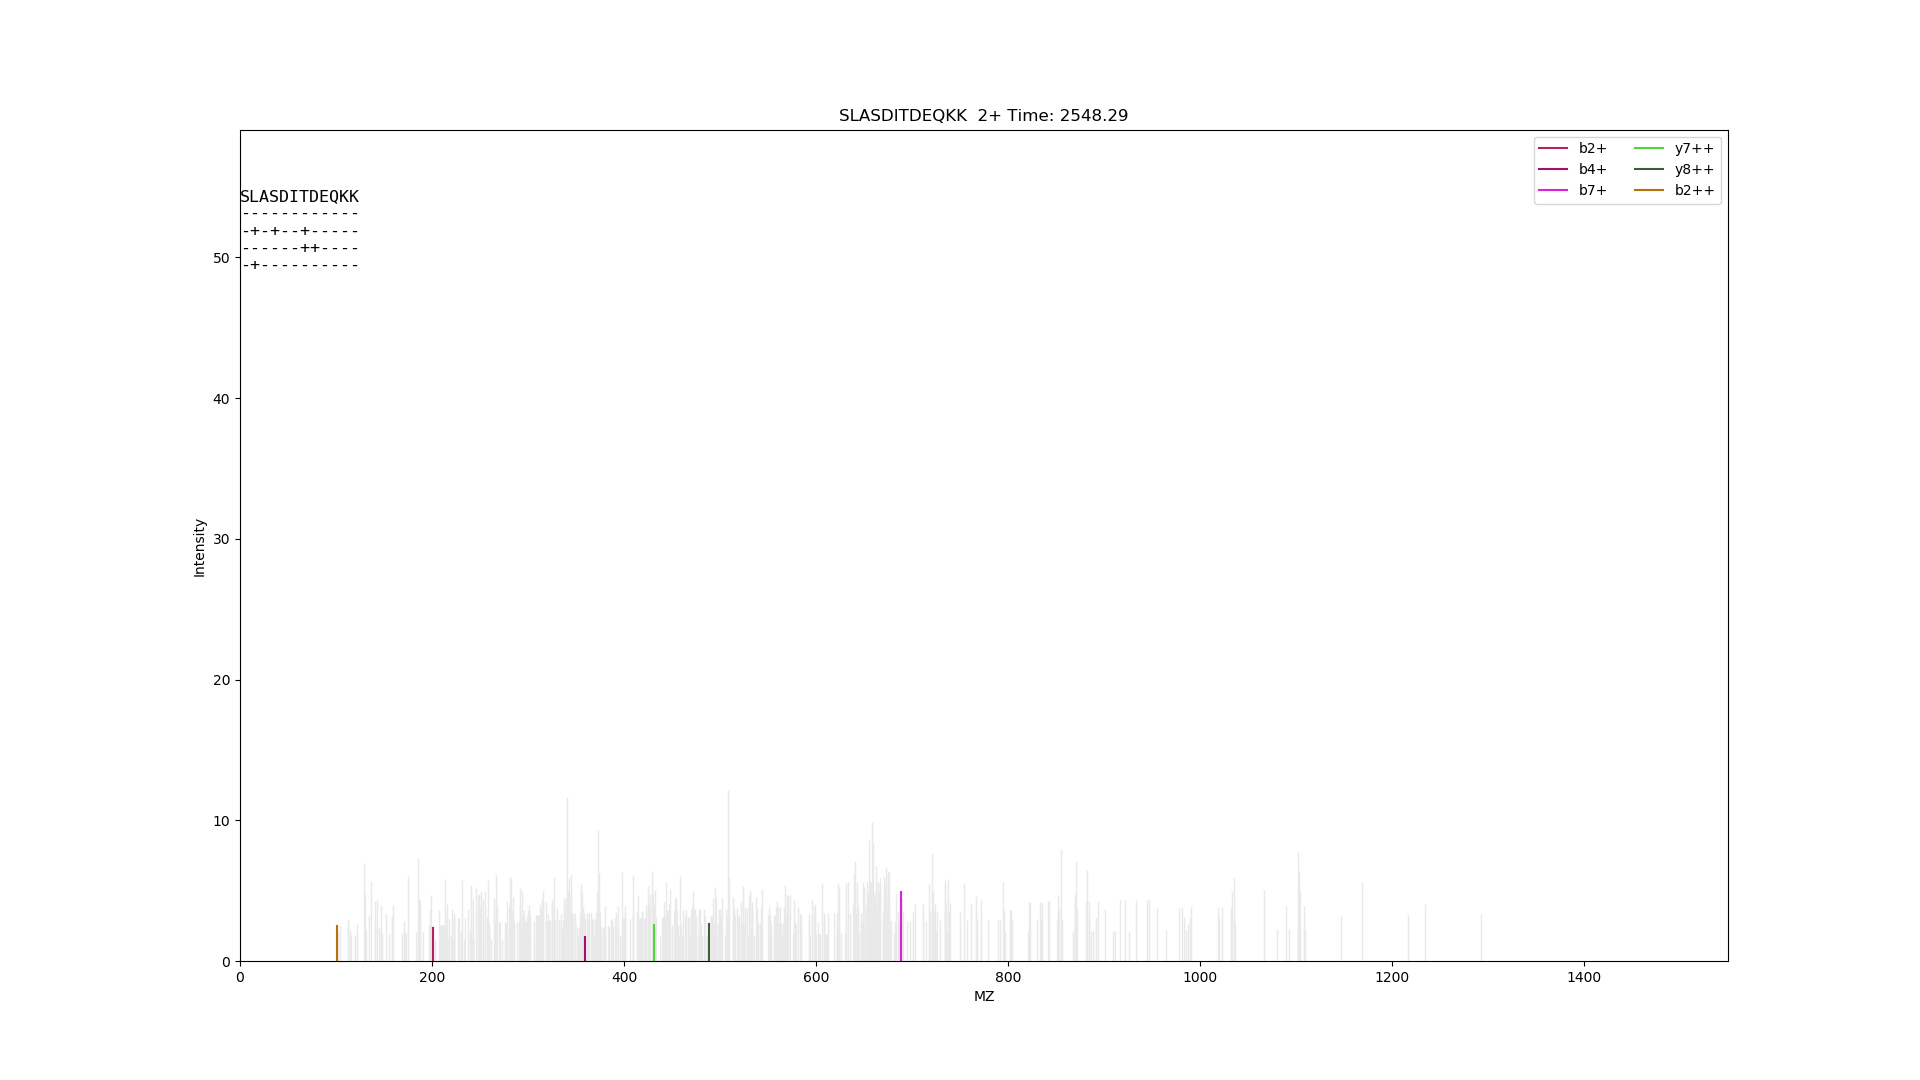 SLASDITDEQKK  2+ Time: 2548.29
b2+
b4+
b7+
y7++
y8++
b2++
SLASDITDEQKK
------------
-+-+--+-----
------++----
-+----------
50
40
30
20
10
0
Intensity
0 200 400 600 800 1000 1200 1400
MZ